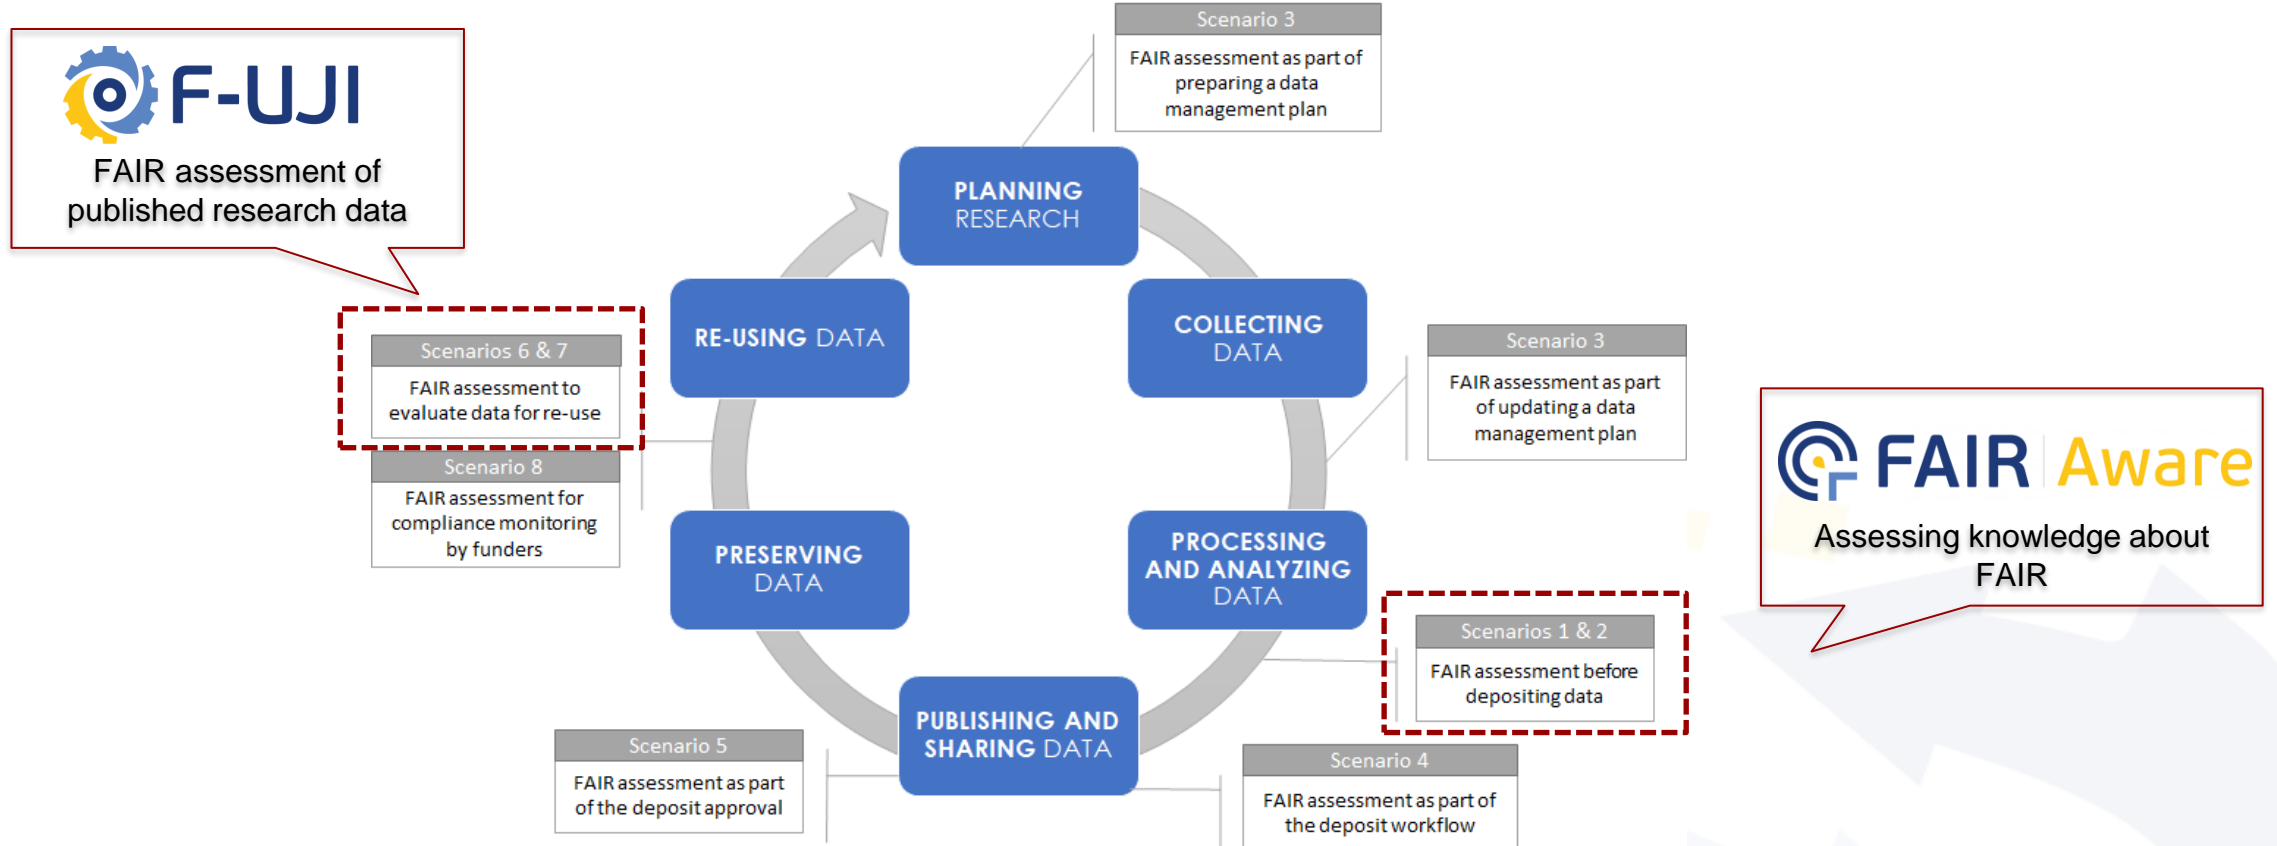 F-UJI
FAIR assessment of
published research data
Scenario 3
FAIR assessment as part of
preparing a data
management plan
PLANNING
RESEARCH
COLLECTING
DATA
Scenario 3
FAIR assessment as part
of updating a data
management plan
FAIR Aware
Assessing knowledge about
FAIR
PROCESSING
AND ANALYZING
DATA
Scenarios 1 & 2
FAIR assessment before
depositing data
Scenario 4
FAIR assessment as part of
the deposit workflow
PUBLISHING AND
SHARING DATA
Scenario 5
FAIR assessment as part
of the deposit approval
PRESERVING
DATA
RE-USING DATA
Scenarios 6 & 7
FAIR assessment to
evaluate data for re-use
Scenario 8
FAIR assessment for
compliance monitoring
by funders